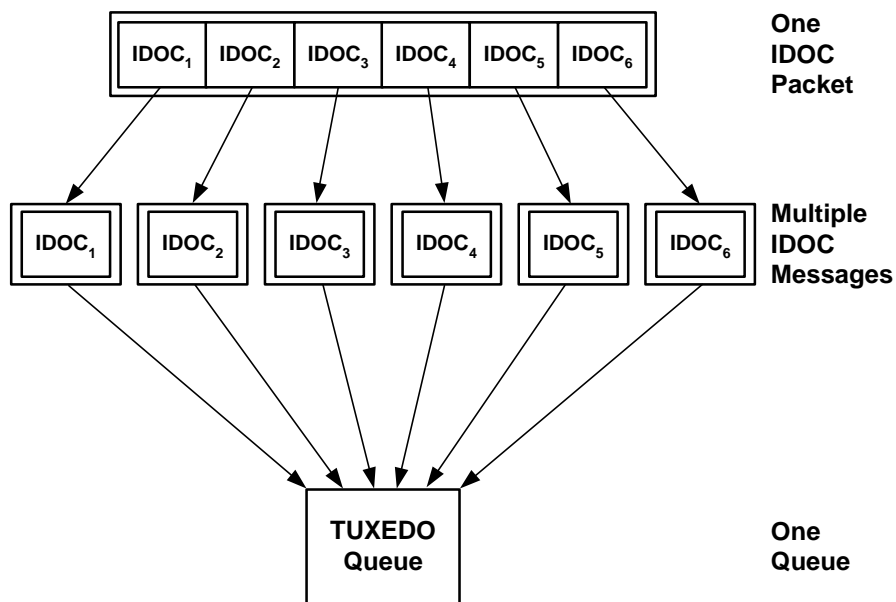 IDOC₁ IDOC₂ IDOC₃ IDOC₄ IDOC₅ IDOC₆
One
IDOC
Packet
IDOC₁ IDOC₂ IDOC₃ IDOC₄ IDOC₅ IDOC₆
Multiple
IDOC
Messages
TUXEDO
Queue
One
Queue